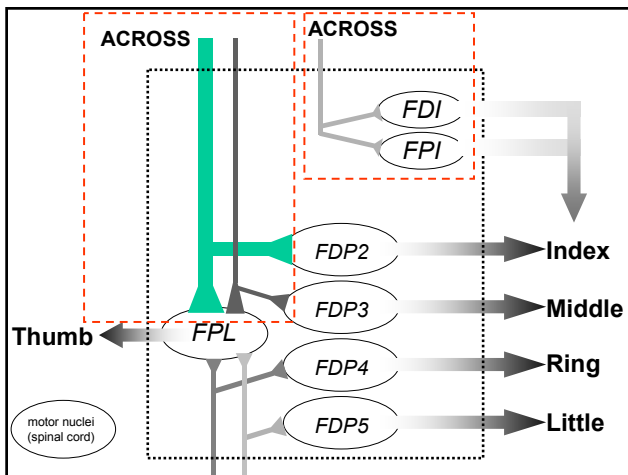 ACROSS
ACROSS
FDI
FPI
FDP2
Index
FDP3
Middle
Thumb
FPL
FDP4
Ring
FDP5
Little
motor nuclei
(spinal cord)